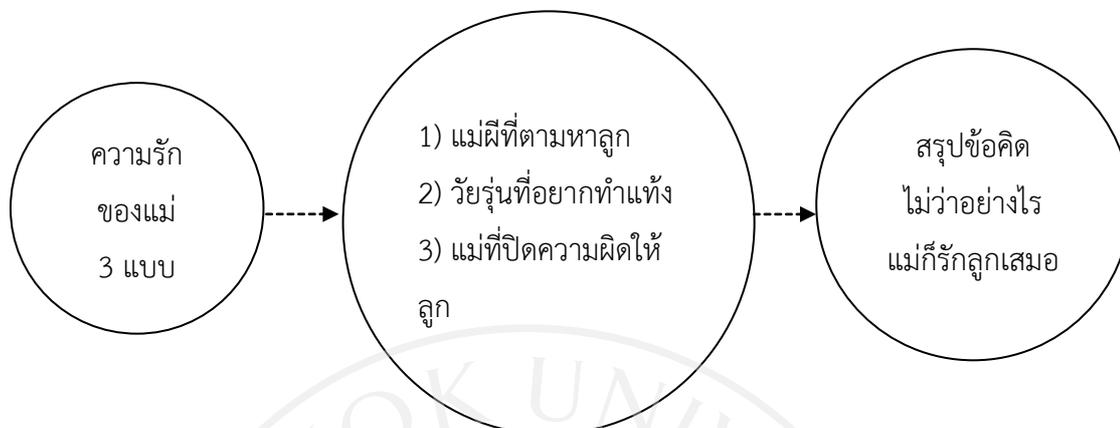 ความรัก
ของแม่
3 แบบ
1) แม่ผีที่ตามหาลูก
2) วัยรุ่นที่อยากทำแท้ง
3) แม่ที่ปิดความผิดให้
ลูก
สรุปข้อคิด
ไม่ว่าอย่างไร
แม่ก็รักลูกเสมอ
OK UNI